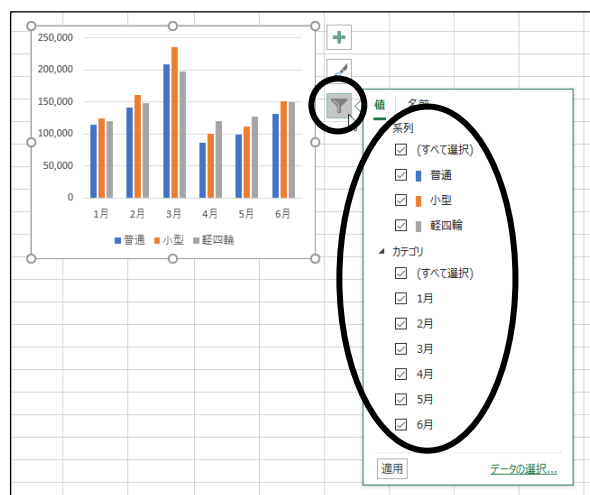 250,000
200,000
150,000
100,000
50,000
0
1月 2月 3月 4月 5月 6月
普通 小型 軽四輪
値 名前
系列
(すべて選択)
普通
小型
軽四輪
カテゴリ
(すべて選択)
1月
2月
3月
4月
5月
6月
適用 データの選択...